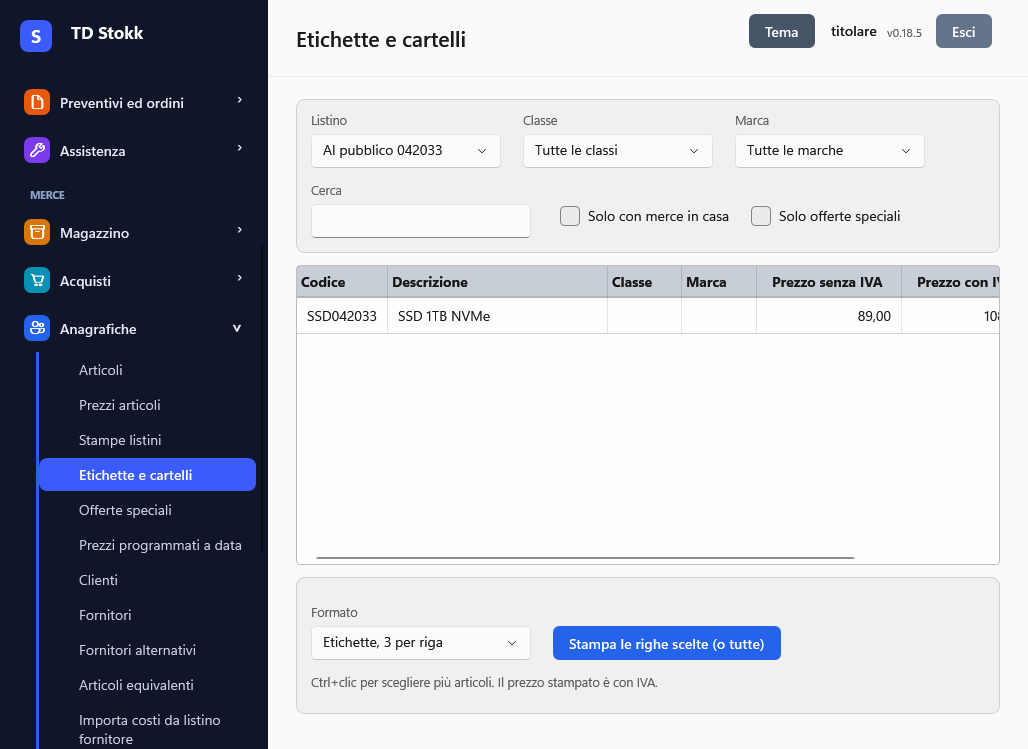 S
TD Stokk
Preventivi ed ordini
Assistenza
MERCE
Magazzino
Acquisti
Anagrafiche
Articoli
Prezzi articoli
Stampe listini
Etichette e cartelli
Offerte speciali
Prezzi programmati a data
Clienti
Fornitori
Fornitori alternativi
Articoli equivalenti
Importa costi da listino
fornitore
Etichette e cartelli
Tema
titolare
v0.18.5
Esci
Listino
Classe
Marca
Al pubblico 042033
Tutte le classi
Tutte le marche
Cerca
Solo con merce in casa
Solo offerte speciali
Codice Descrizione Classe Marca Prezzo senza IVA Prezzo con
SSD042033 SSD 1TB NVMe 89,00
Formato
Etichette, 3 per riga
Stampa le righe scelte (o tutte)
Ctrl+clic per scegliere più articoli. Il prezzo stampato è con IVA.